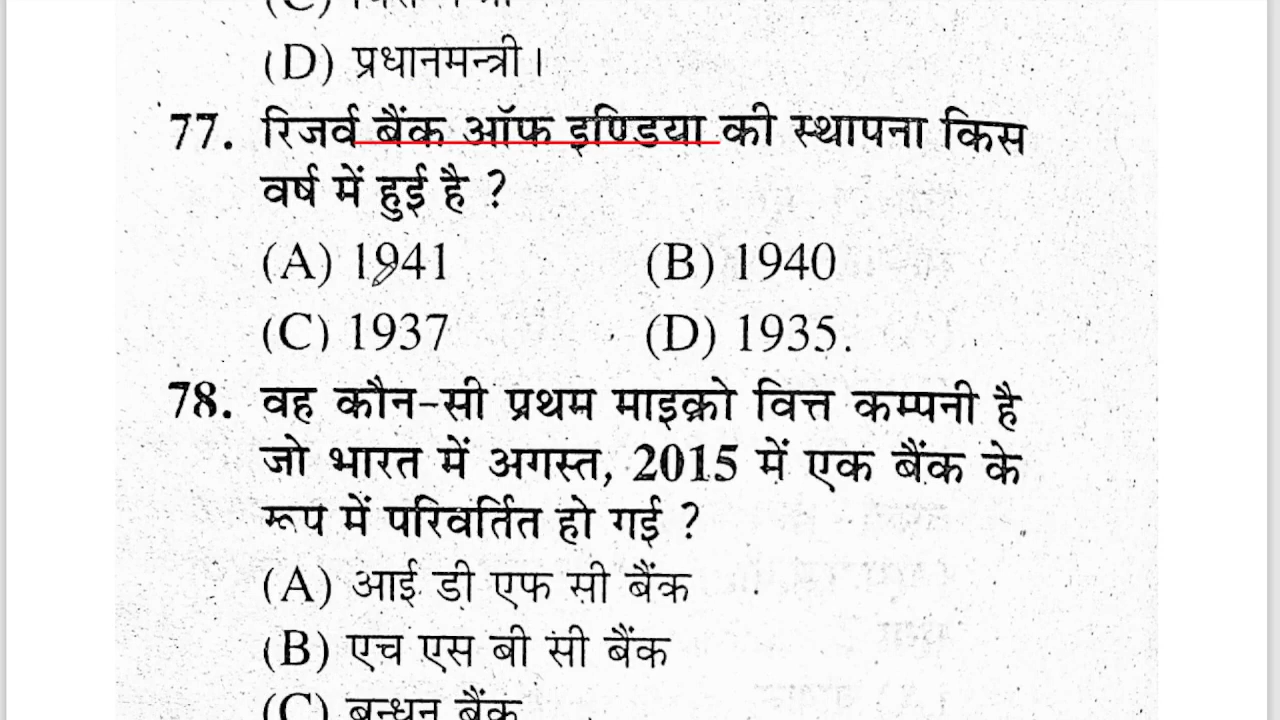 (D) प्रधानमन्त्री।
77. रिजर्व बैंक ऑफ इण्डिया की स्थापना किस
वर्ष में हुई है ?
(A) 1941 (B) 1940
(C) 1937 (D) 1935.
78. वह कौन-सी प्रथम माइक्रो वित्त कम्पनी है
जो भारत में अगस्त, 2015 में एक बैंक के
रूप में परिवर्तित हो गई ?
(A) आई डी एफ सी बैंक
(B) एच एस बी सी बैंक
(C) बन्धन बैंक